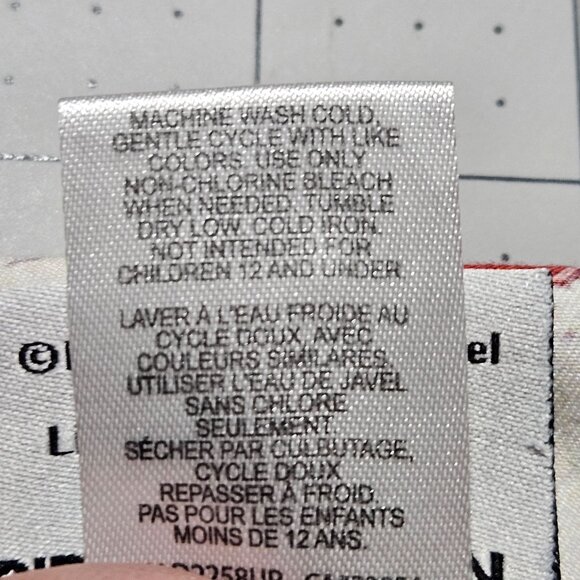 MACHINE WASH COLD,
GENTLE CYCLE WITH LIKE
COLORS. USE ONLY
NON-CHLORINE BLEACH
WHEN NEEDED. TUMBLE
DRY LOW. COLD IRON.
NOT INTENDED FOR
CHILDREN 12 AND UNDER
LAVER À L'EAU FROIDE AU
CYCLE DOUX, AVEC
COULEURS SIMILARES.
UTILISER L'EAU DE JAVEL
SANS CHLORE
SEULEMENT.
SÉCHER PAR CULBUTAGE,
CYCLE DOUX
REPASSER À FROID.
PAS POUR LES ENFANTS
MOINS DE 12 ANS.
©
el